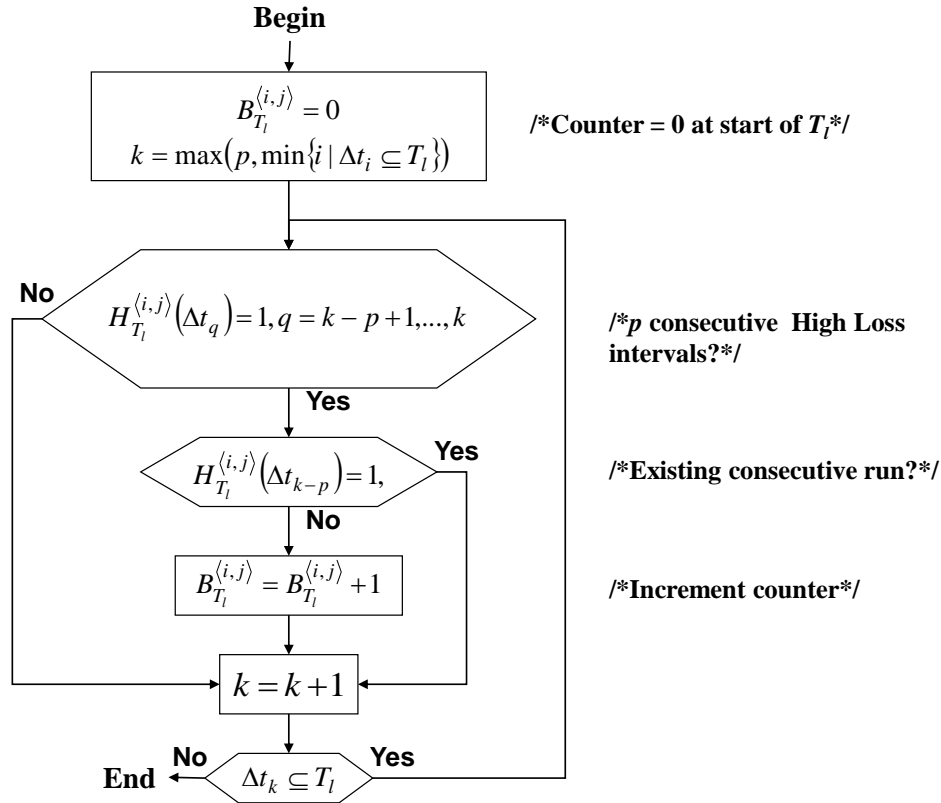 Begin
B_{T_l}^{⟨i,j⟩} = 0
k = max(p, min{i | Δt_i ⊆ T_l})
/*Counter = 0 at start of T_l*/
No
H_{T_l}^{⟨i,j⟩}(Δt_q) = 1, q = k − p + 1,..., k
/*p consecutive High Loss
intervals?*/
Yes
H_{T_l}^{⟨i,j⟩}(Δt_{k−p}) = 1,
Yes
/*Existing consecutive run?*/
No
B_{T_l}^{⟨i,j⟩} = B_{T_l}^{⟨i,j⟩} + 1
/*Increment counter*/
k = k + 1
No
Yes
End
Δt_k ⊆ T_l